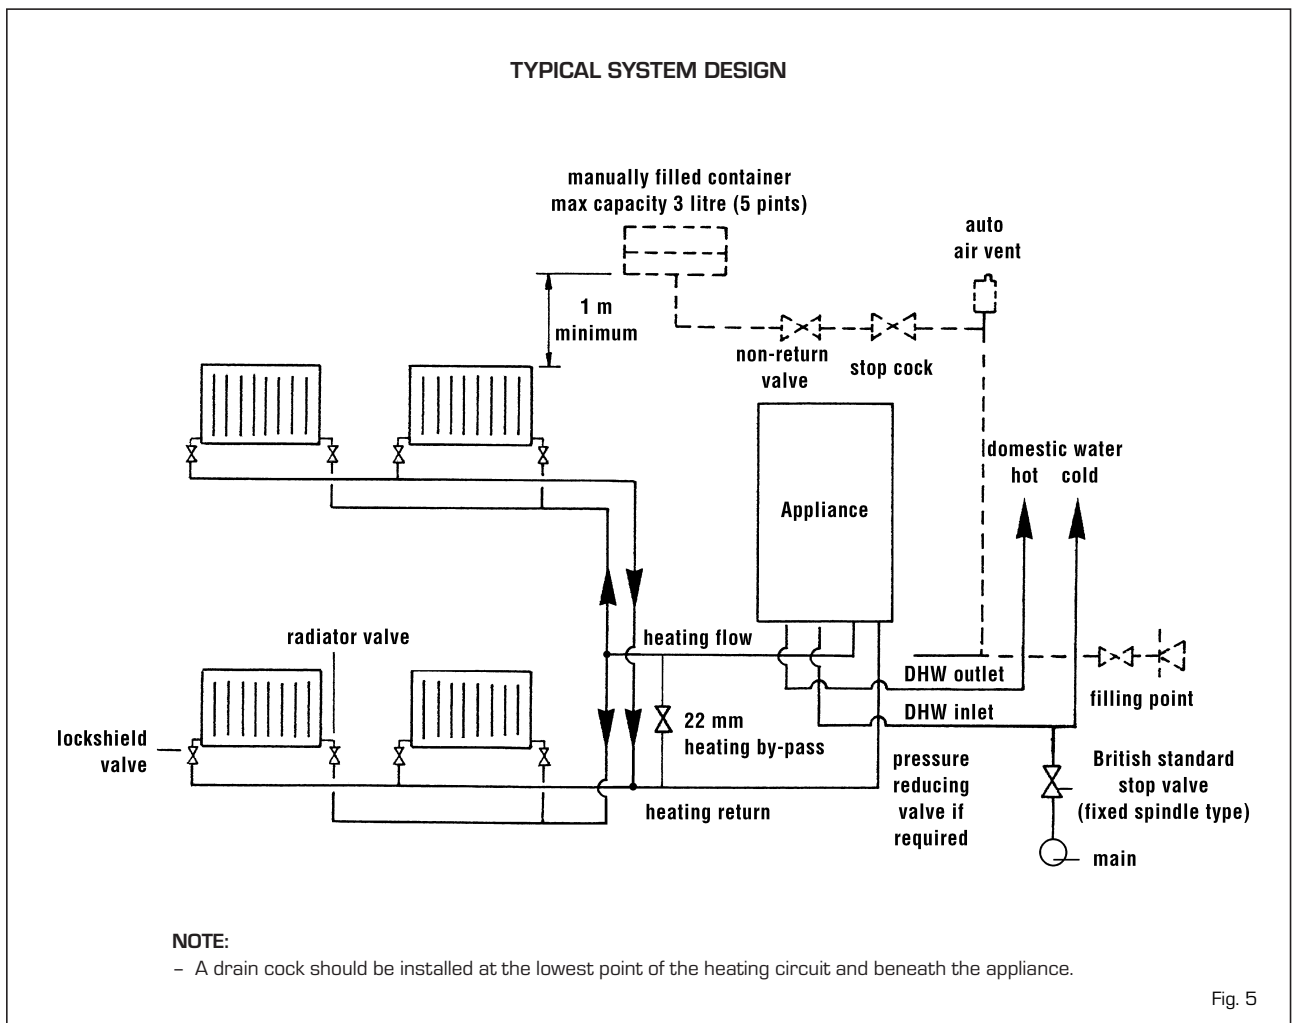 TYPICAL SYSTEM DESIGN
manually filled container
max capacity 3 litre (5 pints)
auto
air vent
1 m
minimum
non-return
valve
stop cock
domestic water
hot cold
Appliance
radiator valve
heating flow
DHW outlet
filling point
DHW inlet
22 mm
heating by-pass
lockshield
valve
pressure
reducing
valve if
required
British standard
stop valve
(fixed spindle type)
heating return
main
NOTE:
– A drain cock should be installed at the lowest point of the heating circuit and beneath the appliance.
Fig. 5